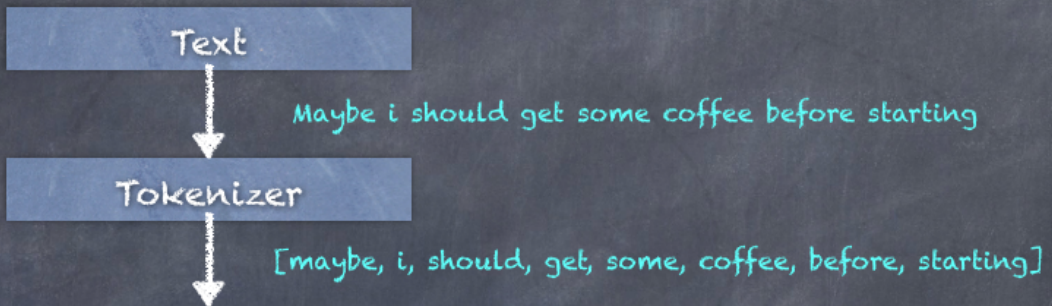 Text
Maybe i should get some coffee before starting
Tokenizer
[maybe, i, should, get, some, coffee, before, starting]